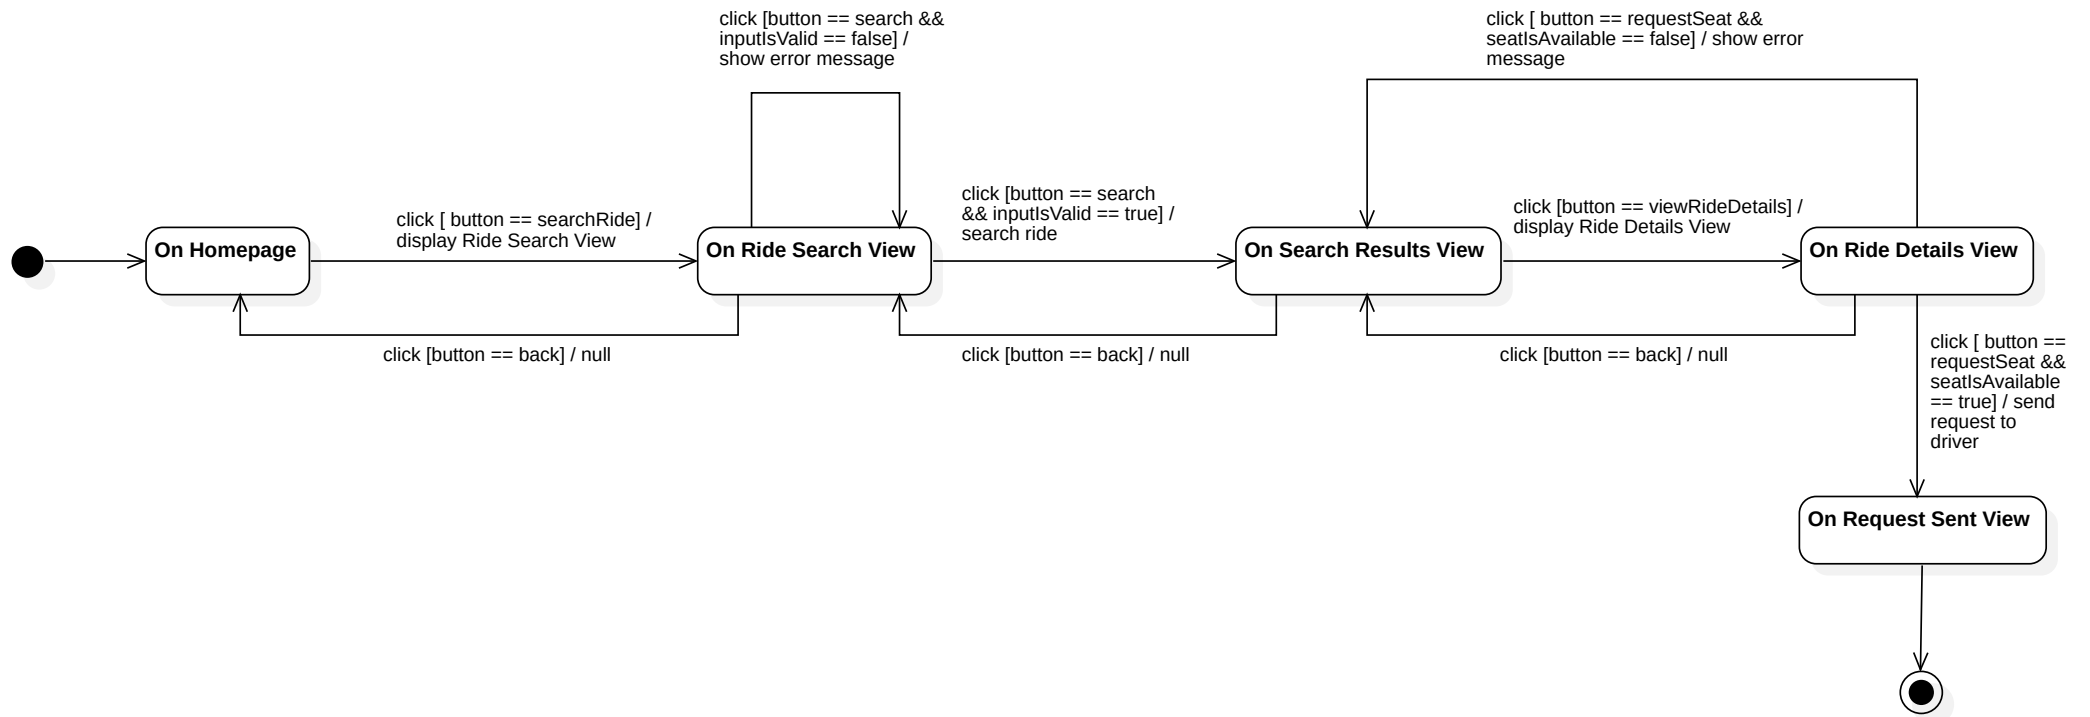 click [button == search &&
inputIsValid == false] /
show error message
click [ button == requestSeat &&
seatIsAvailable == false] / show error
message
click [ button == searchRide] /
display Ride Search View
click [button == search
&& inputIsValid == true] /
search ride
click [button == viewRideDetails] /
display Ride Details View
On Homepage
On Ride Search View
On Search Results View
On Ride Details View
click [button == back] / null
click [button == back] / null
click [button == back] / null
click [ button ==
requestSeat &&
seatIsAvailable
== true] / send
request to
driver
On Request Sent View